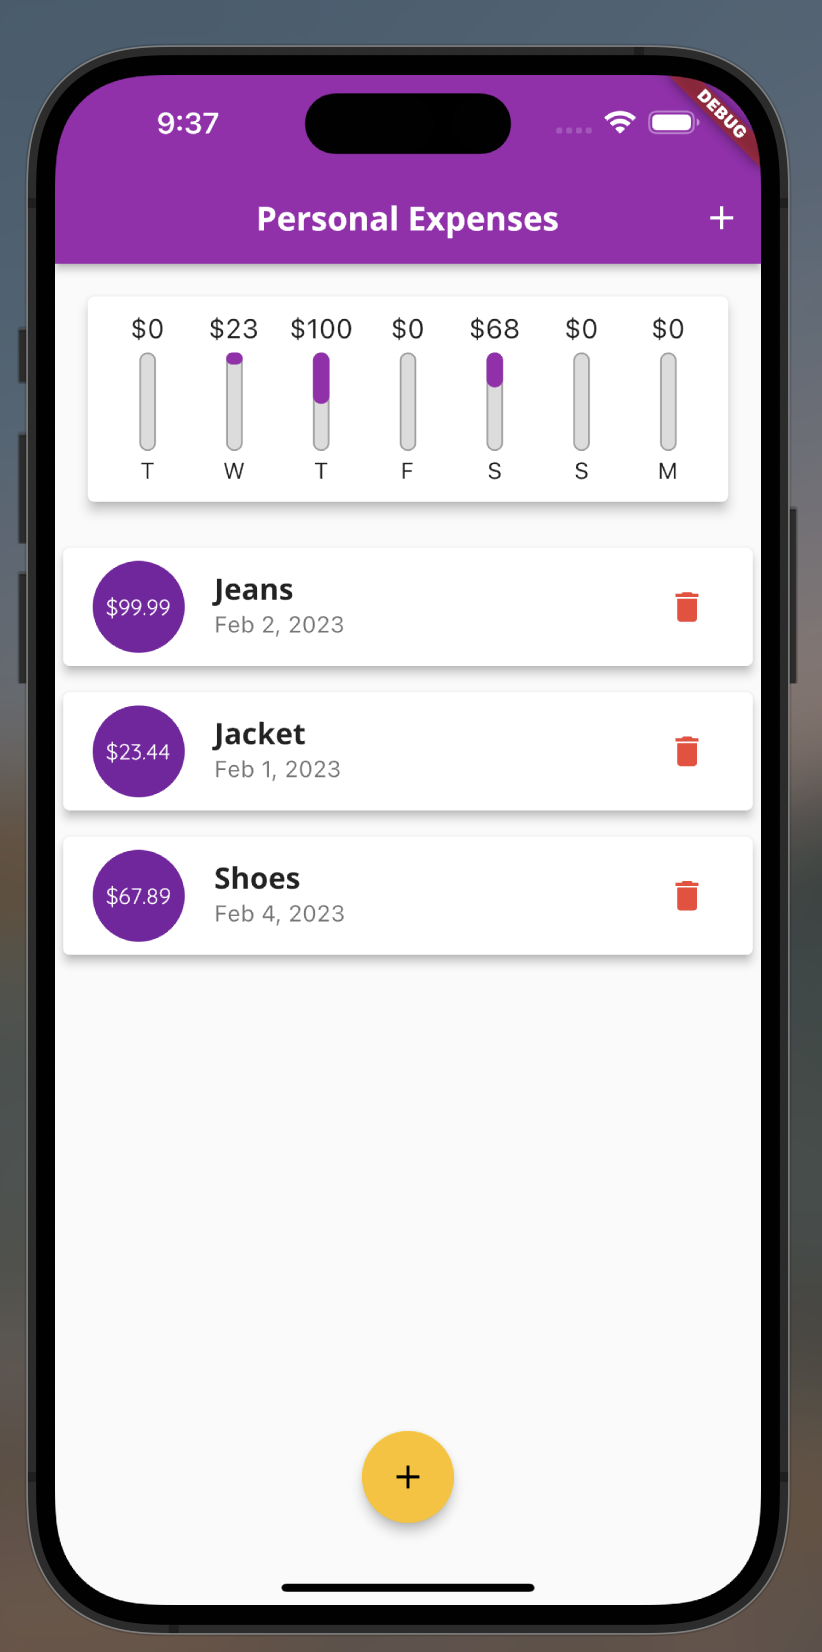 9:37
DEBUG
Personal Expenses +
$0 $23 $100 $0 $68 $0 $0
T W T F S S M
$99.99
Jeans
Feb 2, 2023
$23.44
Jacket
Feb 1, 2023
$67.89
Shoes
Feb 4, 2023
+